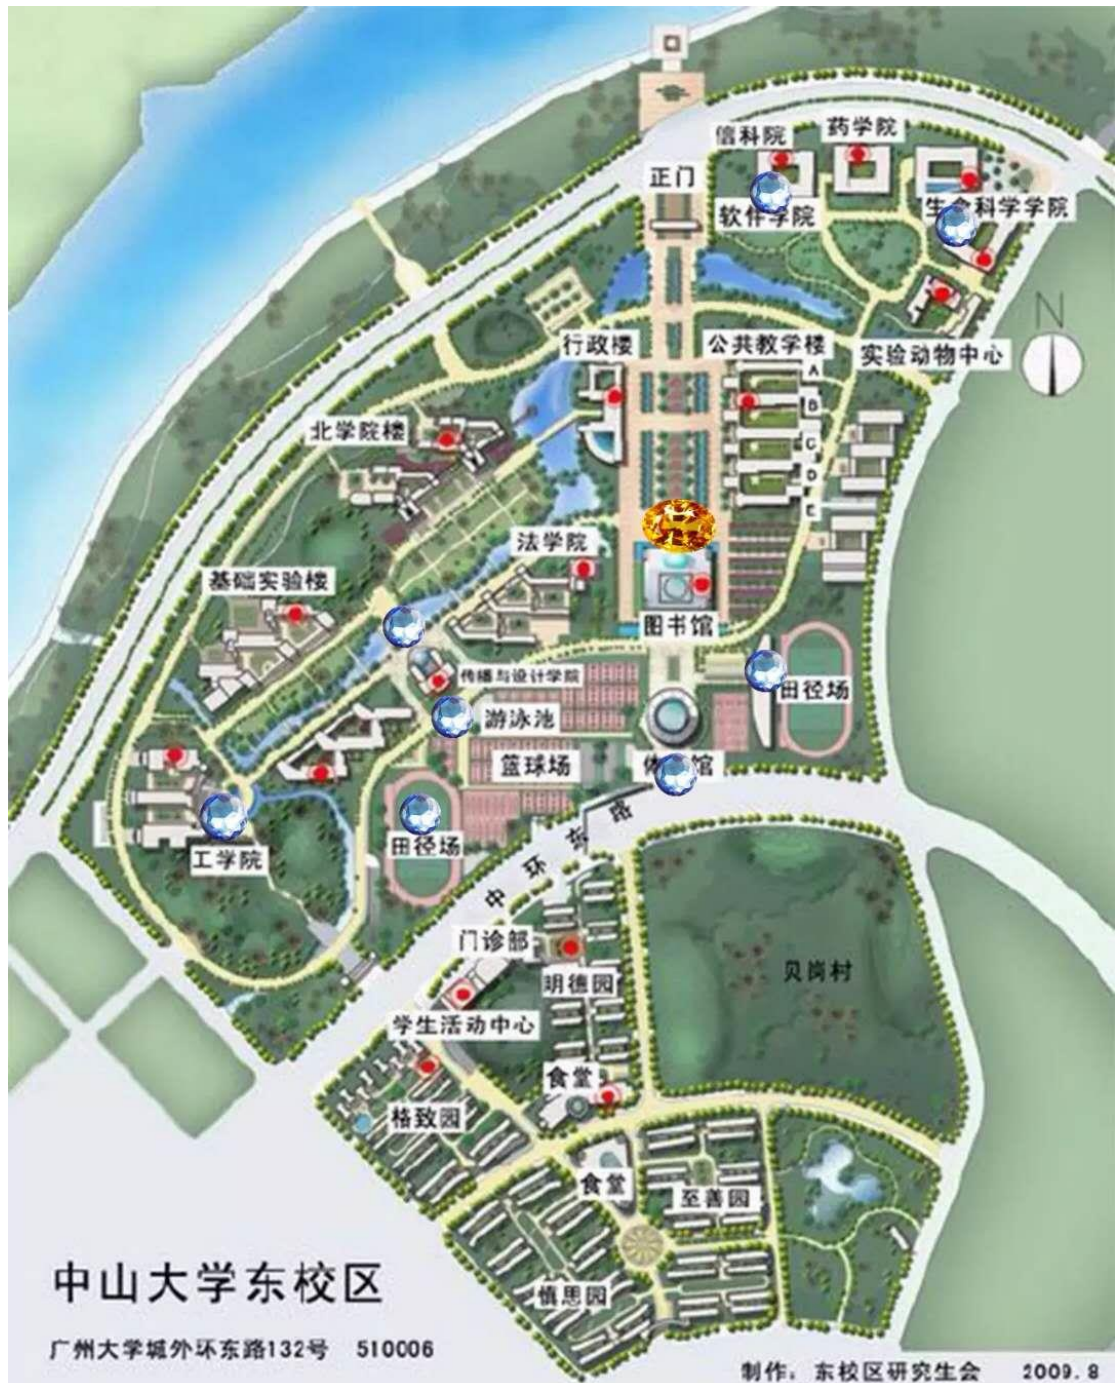 信科院
药学院
正门
软件学院
生命科学学院
N
行政楼
公共教学楼
实验动物中心
A
B
C
D
E
北学院楼
法学院
基础实验楼
图书馆
传播与设计学院
田径场
游泳池
篮球场
体 馆
田径场
工学院
中环东路
门诊部
明德园
贝岗村
学生活动中心
食堂
格致园
食堂
至善园
慎思园
中山大学东校区
广州大学城外环东路132号 510006
制作：东校区研究生会 2009.8